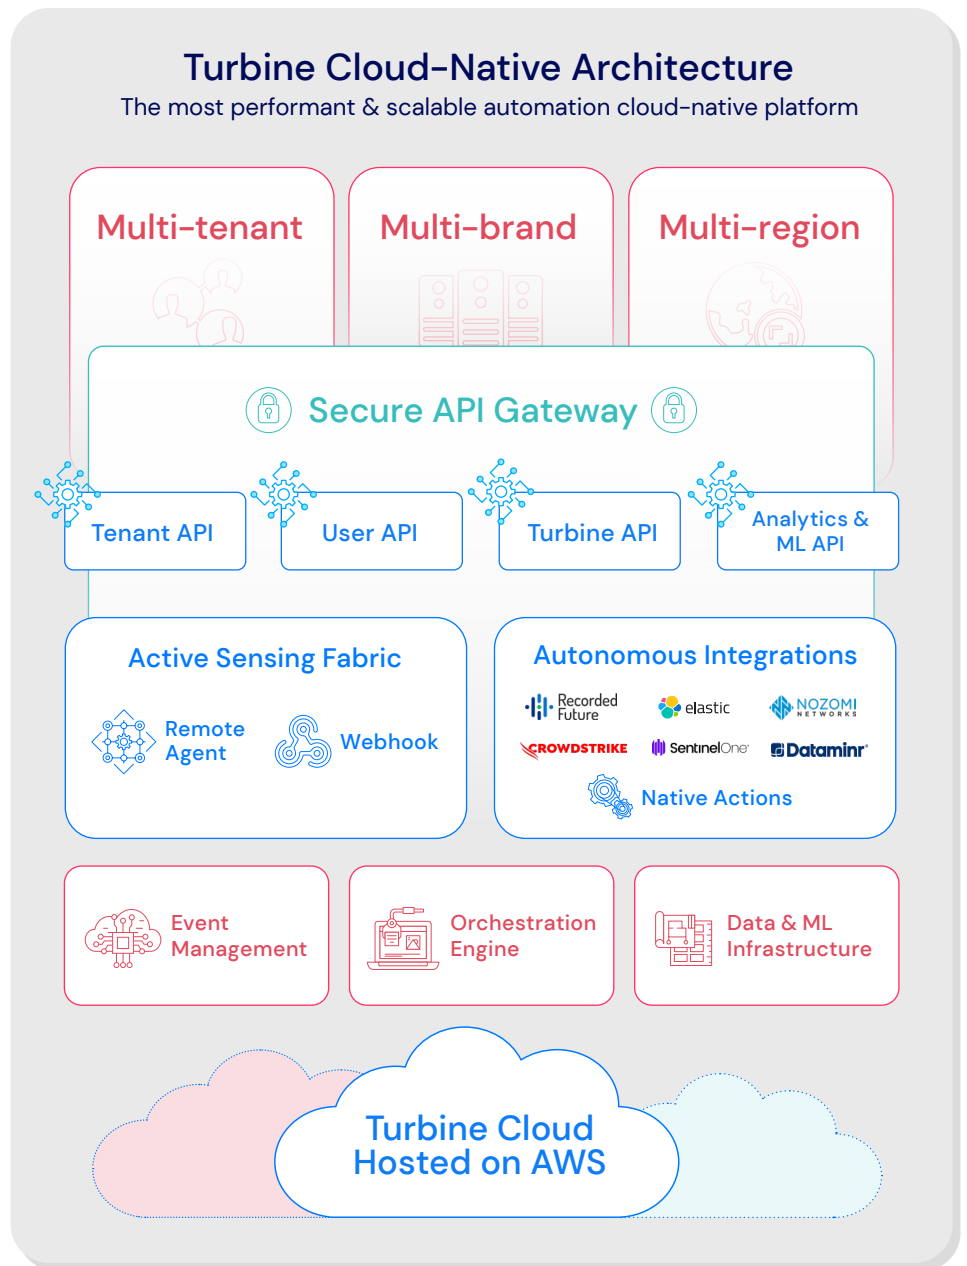 Turbine Cloud-Native Architecture
The most performant & scalable automation cloud-native platform
Multi-tenant
Multi-brand
Multi-region
Secure API Gateway
Tenant API
User API
Turbine API
Analytics &
ML API
Active Sensing Fabric
Remote
Agent
Webhook
Autonomous Integrations
Recorded
Future
elastic
NOZOMI
NETWORKS
CROWDSTRIKE
SentinelOne
Dataminr
Native Actions
Event
Management
Orchestration
Engine
Data & ML
Infrastructure
Turbine Cloud
Hosted on AWS